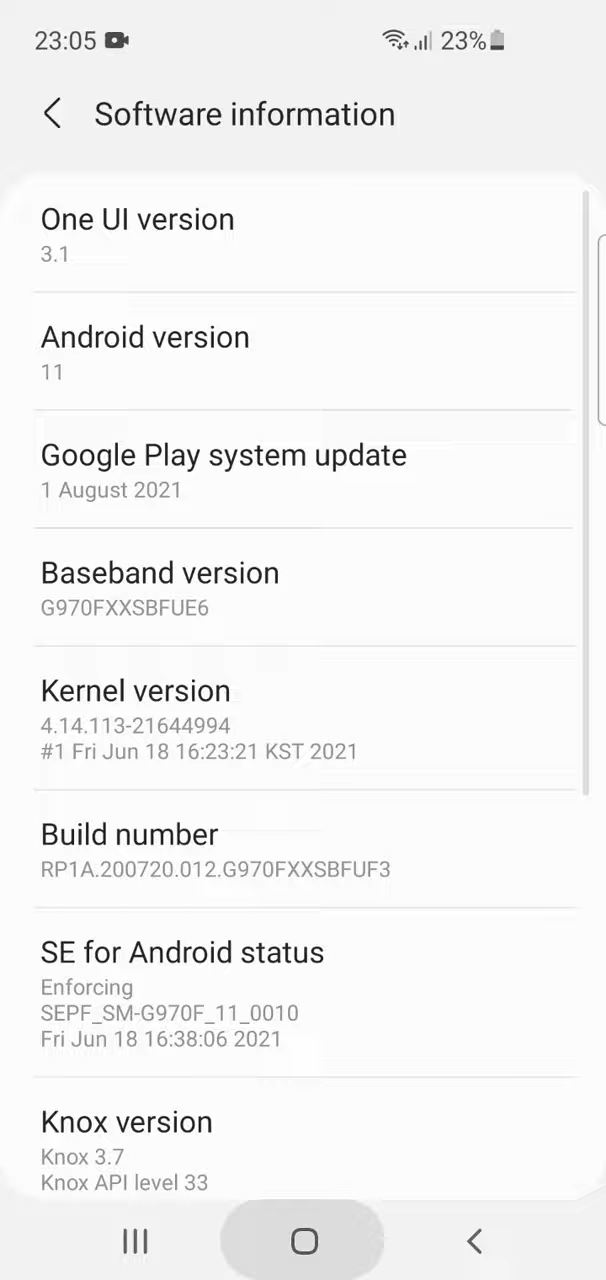 23:05 23%
Software information
One UI version
3.1
Android version
11
Google Play system update
1 August 2021
Baseband version
G970FXXSBFUE6
Kernel version
4.14.113-21644994
#1 Fri Jun 18 16:23:21 KST 2021
Build number
RP1A.200720.012.G970FXXSBFUF3
SE for Android status
Enforcing
SEPF_SM-G970F_11_0010
Fri Jun 18 16:38:06 2021
Knox version
Knox 3.7
Knox API level 33